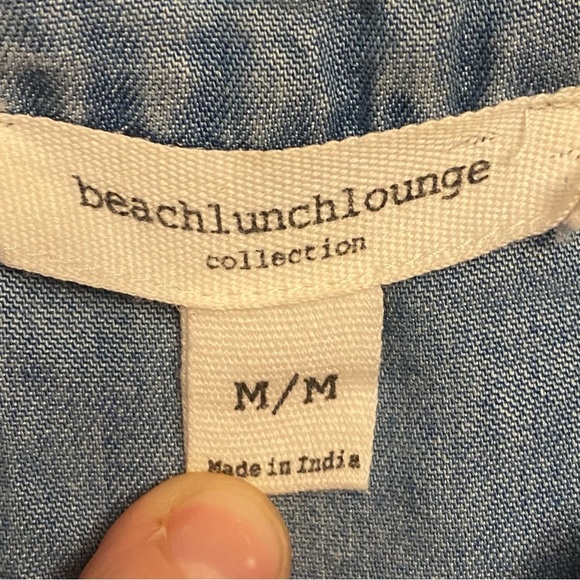 beachlunchlounge
collection
M/M
Made in India